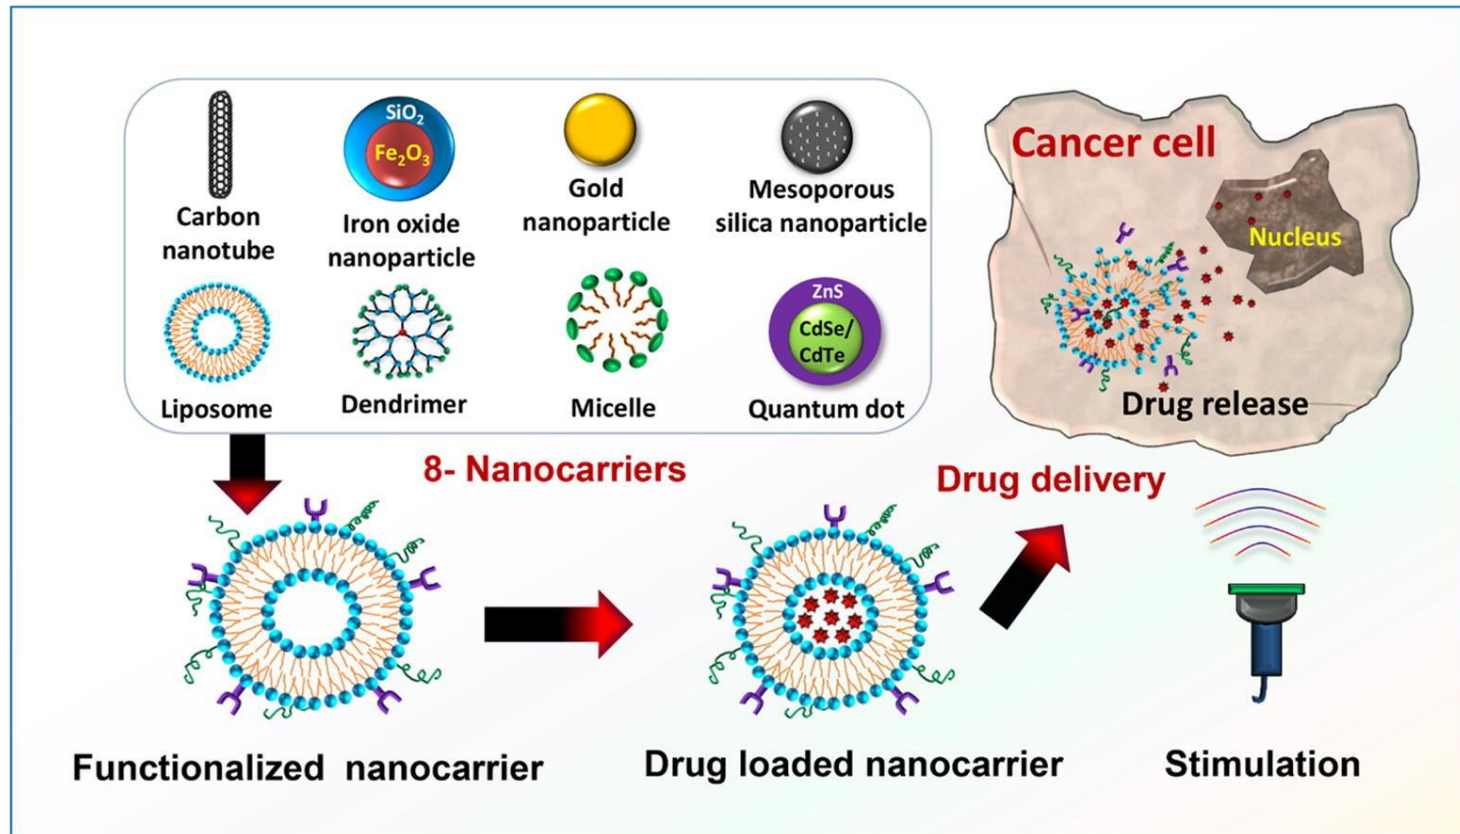 Carbon
nanotube
SiO₂
Fe₂O₃
Iron oxide
nanoparticle
Gold
nanoparticle
Mesoporous
silica nanoparticle
Liposome
Dendrimer
Micelle
ZnS
CdSe/
CdTe
Quantum dot
8- Nanocarriers
Cancer cell
Nucleus
Drug release
Drug delivery
Functionalized nanocarrier
Drug loaded nanocarrier
Stimulation